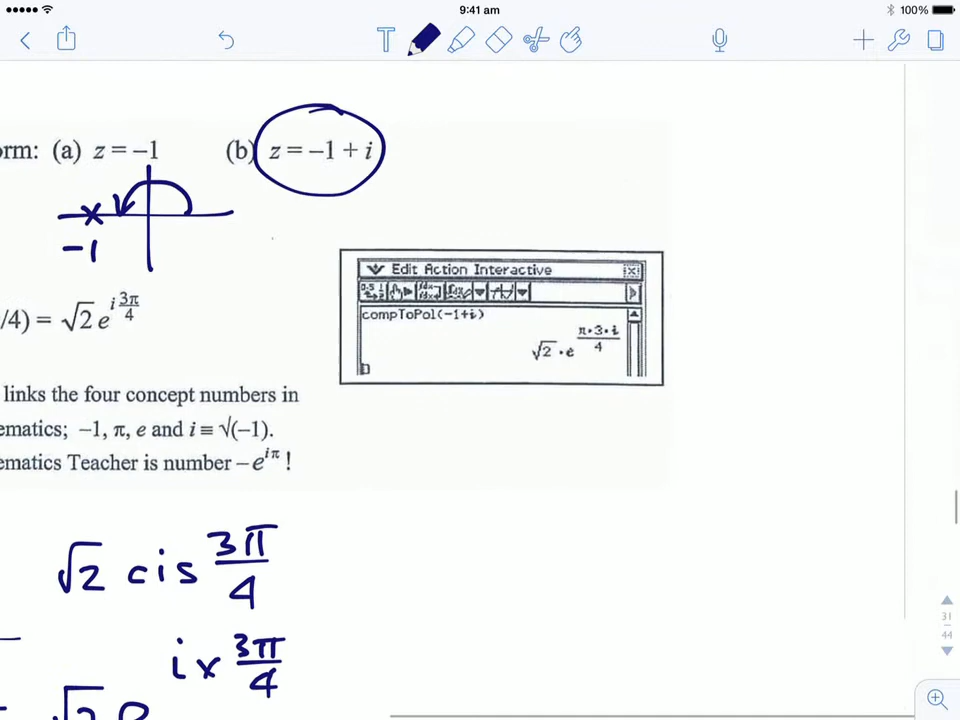 9:41 am
100%
T
orm: (a) z = −1 (b) z = −1 + i
−1
Edit Action Interactive
compToPol(-1+i)
√2·e^(π·3·i/4)
/4) = √2 e^(i 3π/4)
links the four concept numbers in
ematics; −1, π, e and i ≡ √(−1).
ematics Teacher is number − e^(iπ) !
√2 cis 3π/4
i x 3π/4
√2 e
31
44